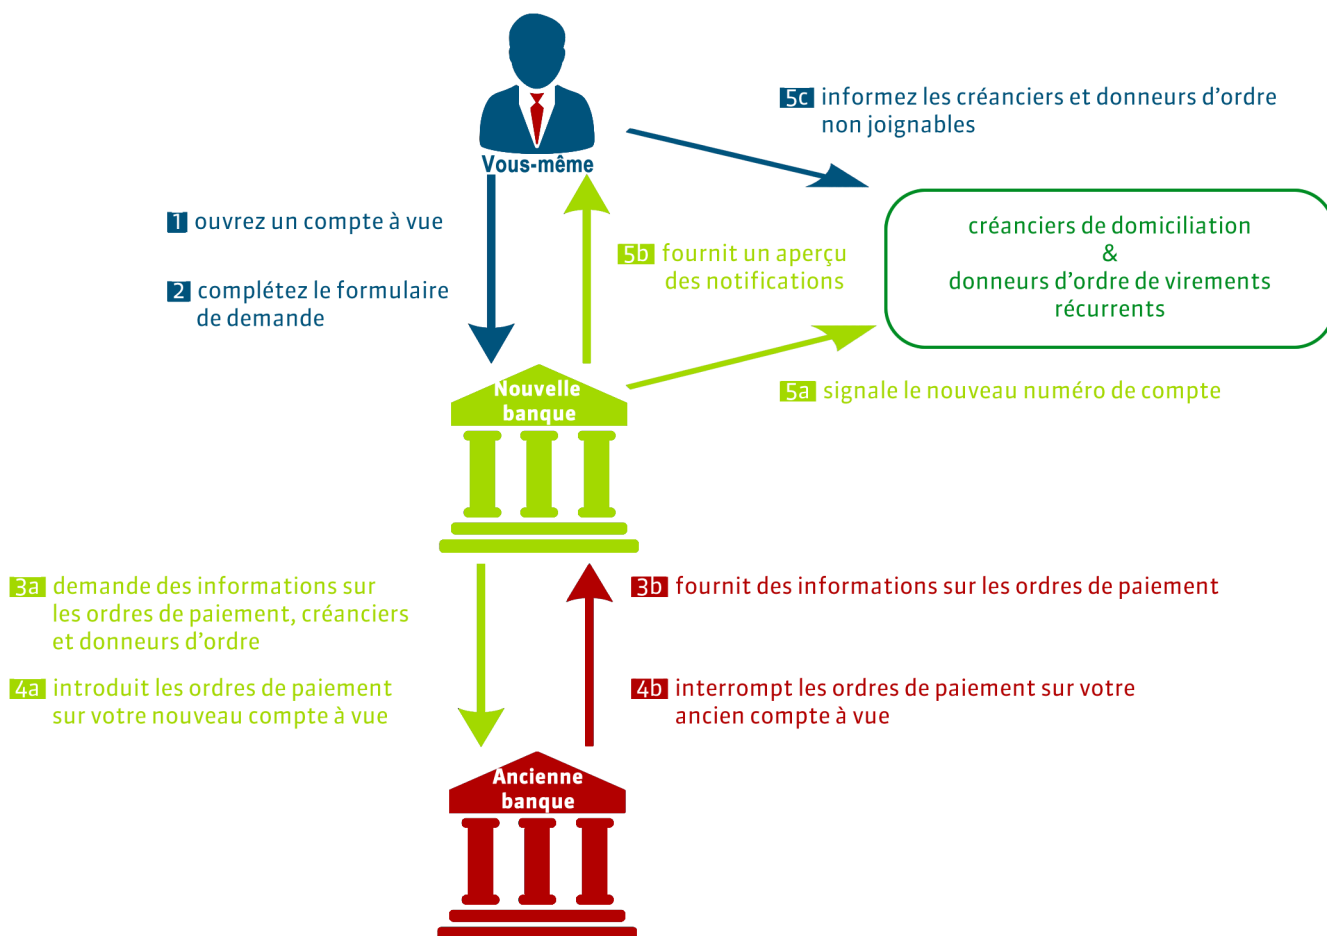 Vous-même
5c informez les créanciers et donneurs d'ordre
non joignables
1 ouvrez un compte à vue
2 complétez le formulaire
de demande
5b fournit un aperçu
des notifications
créanciers de domiciliation
&
donneurs d'ordre de virements
récurrents
5a signale le nouveau numéro de compte
Nouvelle
banque
3a demande des informations sur
les ordres de paiement, créanciers
et donneurs d'ordre
3b fournit des informations sur les ordres de paiement
4a introduit les ordres de paiement
sur votre nouveau compte à vue
4b interrompt les ordres de paiement sur votre
ancien compte à vue
Ancienne
banque